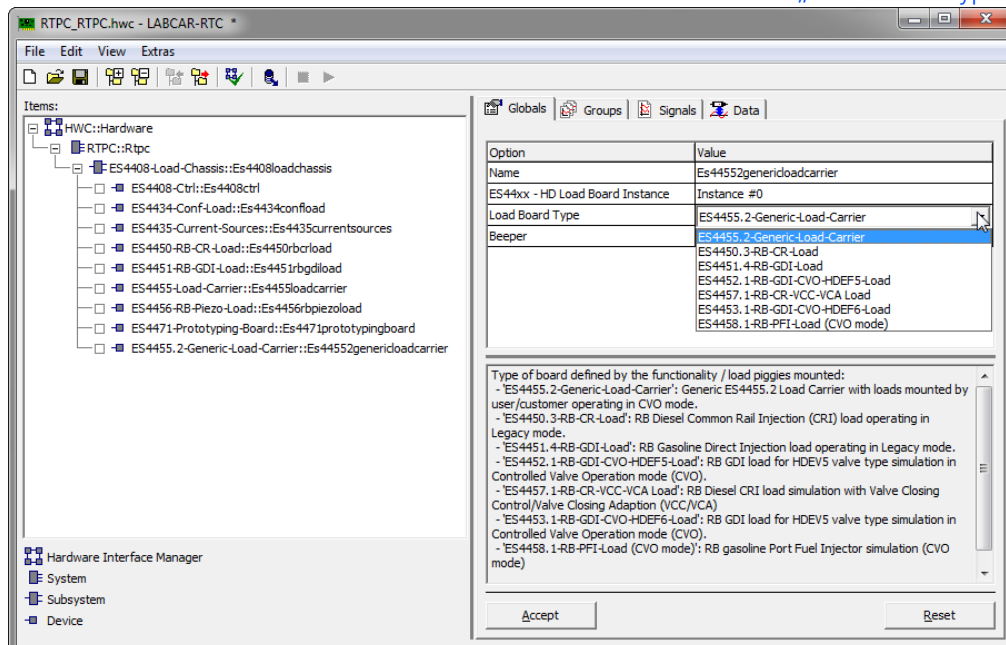 RTPC_RTPC.hwc - LABCAR-RTC *
File Edit View Extras
Items:
HWC::Hardware
RTPC::Rtpc
ES4408-Load-Chassis::Es4408loadchassis
ES4408-Ctrl::Es4408ctrl
ES4434-Conf-Load::Es4434confload
ES4435-Current-Sources::Es4435currentsources
ES4450-RB-CR-Load::Es4450rbcrload
ES4451-RB-GDI-Load::Es4451rbgdiload
ES4455-Load-Carrier::Es4455loadcarrier
ES4456-RB-Piezo-Load::Es4456rbpiezoload
ES4471-Prototyping-Board::Es4471prototypingboard
ES4455.2-Generic-Load-Carrier::Es44552genericloadcarrier
Hardware Interface Manager
System
Subsystem
Device
Globals Groups Signals Data
Option Value
Name Es44552genericloadcarrier
ES44xx - HD Load Board Instance Instance #0
Load Board Type ES4455.2-Generic-Load-Carrier
Beeper ES4455.2-Generic-Load-Carrier
ES4450.3-RB-CR-Load
ES4451.4-RB-GDI-Load
ES4452.1-RB-GDI-CVO-HDEF5-Load
ES4457.1-RB-CR-VCC-VCA Load
ES4453.1-RB-GDI-CVO-HDEF6-Load
ES4458.1-RB-PFI-Load (CVO mode)
Type of board defined by the functionality / load piggies mounted:
- 'ES4455.2-Generic-Load-Carrier': Generic ES4455.2 Load Carrier with loads mounted by
user/customer operating in CVO mode.
- 'ES4450.3-RB-CR-Load': RB Diesel Common Rail Injection (CRI) load operating in
Legacy mode.
- 'ES4451.4-RB-GDI-Load': RB Gasoline Direct Injection load operating in Legacy mode.
- 'ES4452.1-RB-GDI-CVO-HDEF5-Load': RB GDI load for HDEV5 valve type simulation in
Controlled Valve Operation mode (CVO).
- 'ES4457.1-RB-CR-VCC-VCA Load': RB Diesel CRI load simulation with Valve Closing
Control/Valve Closing Adaption (VCC/VCA)
- 'ES4453.1-RB-GDI-CVO-HDEF6-Load': RB GDI load for HDEV5 valve type simulation in
Controlled Valve Operation mode (CVO).
- 'ES4458.1-RB-PFI-Load (CVO mode)': RB gasoline Port Fuel Injector simulation (CVO
mode)
Accept Reset